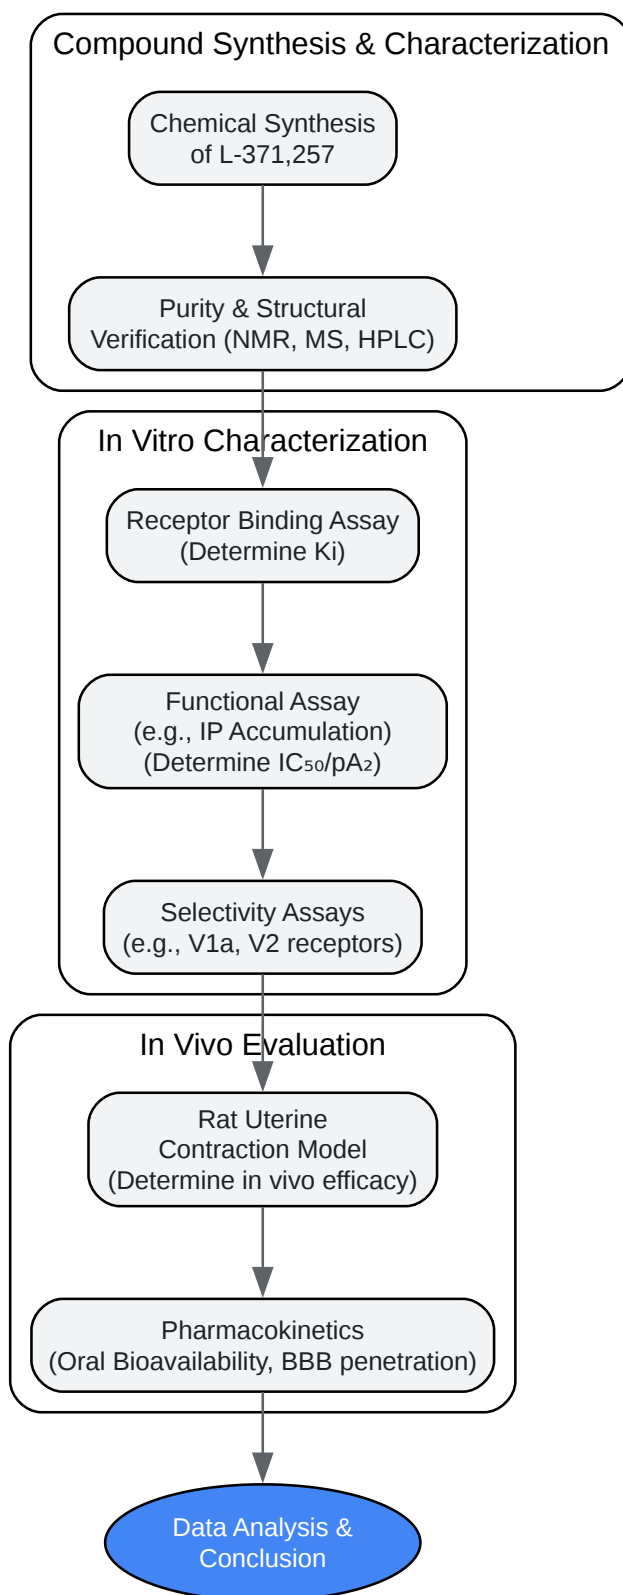 Compound Synthesis & Characterization
Chemical Synthesis
of L-371,257
Purity & Structural
Verification (NMR, MS, HPLC)
In Vitro Characterization
Receptor Binding Assay
(Determine Ki)
Functional Assay
(e.g., IP Accumulation)
(Determine IC₅₀/pA₂)
Selectivity Assays
(e.g., V1a, V2 receptors)
In Vivo Evaluation
Rat Uterine
Contraction Model
(Determine in vivo efficacy)
Pharmacokinetics
(Oral Bioavailability, BBB penetration)
Data Analysis &
Conclusion